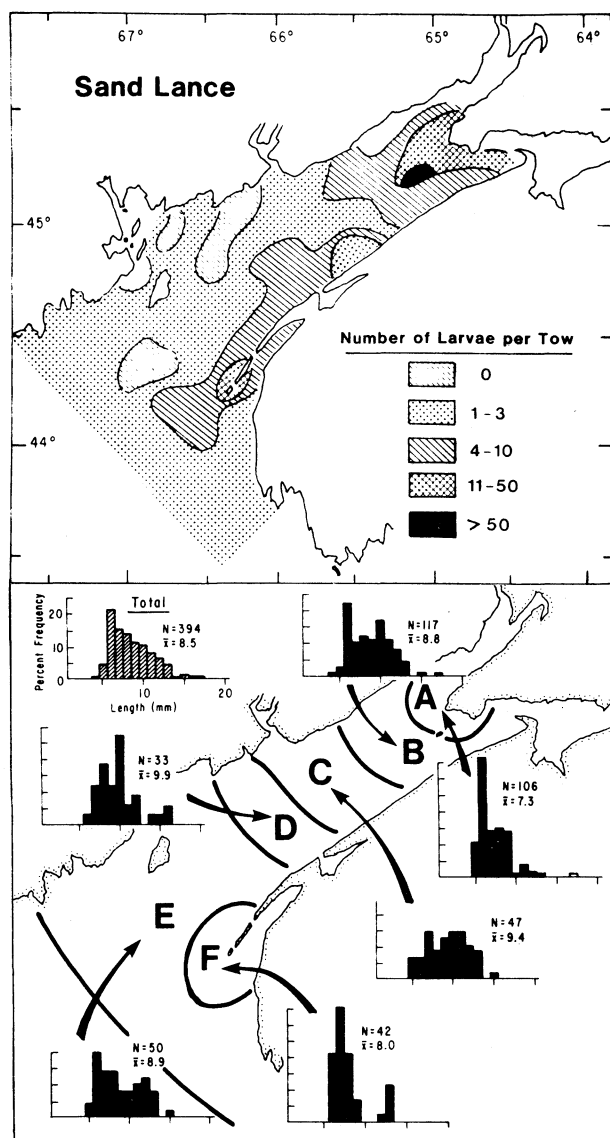 67° 66° 65° 64°
Sand Lance
45°
44°
Number of Larvae per Tow
0
1-3
4-10
11-50
> 50
Total
N=394
x̄=8.5
Percent Frequency
20
10
0
0 10 20
Length (mm)
N=117
x̄=8.8
A
B
C
D
E
F
N=33
x̄=9.9
N=106
x̄=7.3
N=47
x̄=9.4
N=50
x̄=8.9
N=42
x̄=8.0